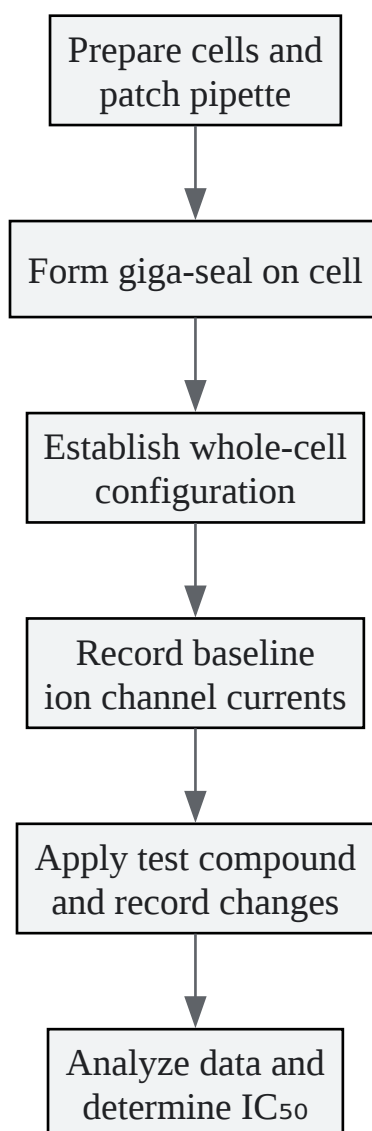 Prepare cells and
patch pipette
Form giga-seal on cell
Establish whole-cell
configuration
Record baseline
ion channel currents
Apply test compound
and record changes
Analyze data and
determine IC₅₀